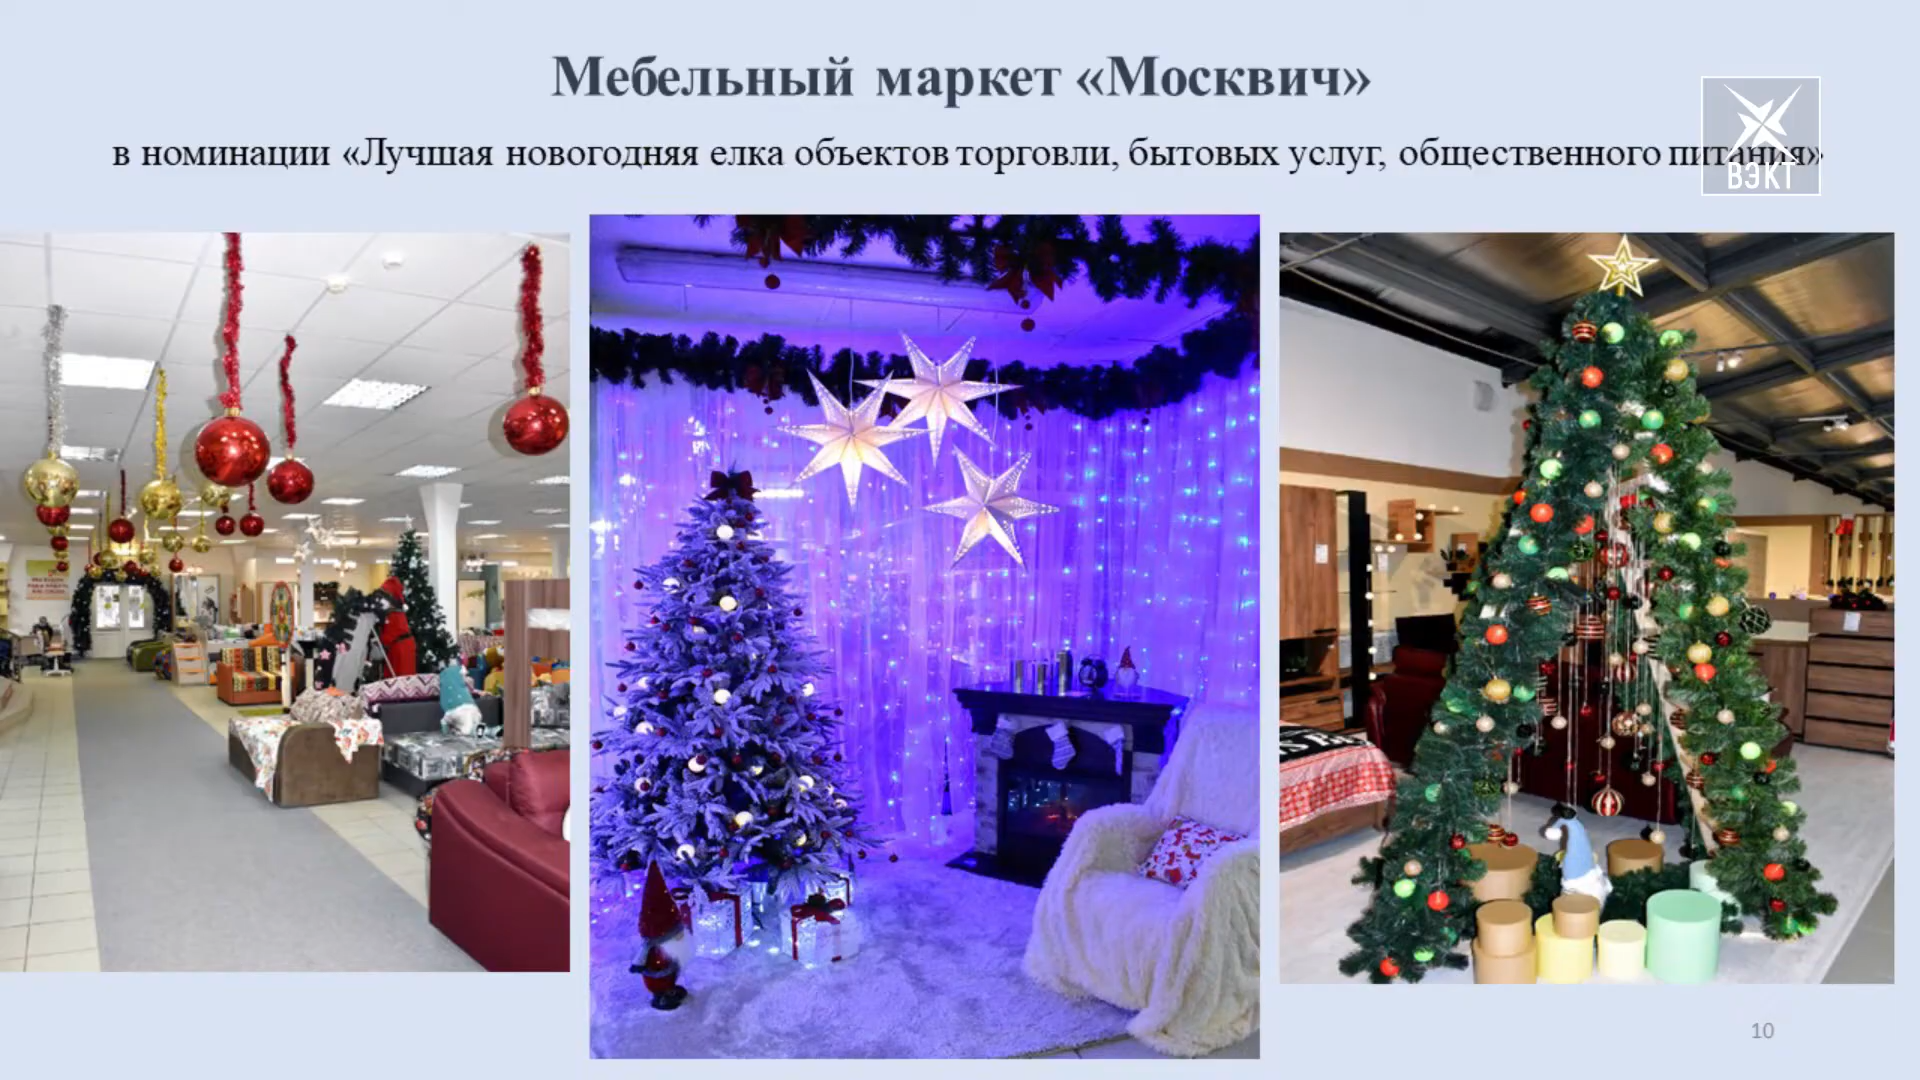 Мебельный маркет «Москвич»
в номинации «Лучшая новогодняя елка объектов торговли, бытовых услуг, общественного питания»
ВЭКТ
10